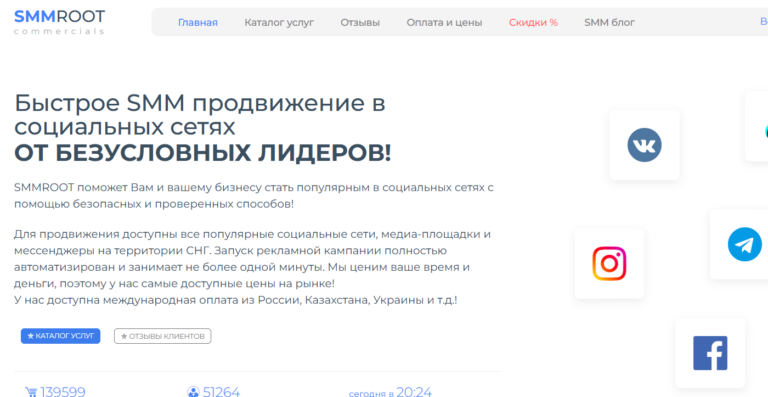 SMMROOT
commercials
Главная Каталог услуг Отзывы Оплата и цены Скидки % SMM блог
Быстрое SMM продвижение в
социальных сетях
ОТ БЕЗУСЛОВНЫХ ЛИДЕРОВ!
SMMROOT поможет Вам и вашему бизнесу стать популярным в социальных сетях с
помощью безопасных и проверенных способов!
Для продвижения доступны все популярные социальные сети, медиа-площадки и
мессенджеры на территории СНГ. Запуск рекламной кампании полностью
автоматизирован и занимает не более одной минуты. Мы ценим ваше время и
деньги, поэтому у нас самые доступные цены на рынке!
У нас доступна международная оплата из России, Казахстана, Украины и т.д.!
★ КАТАЛОГ УСЛУГ ★ ОТЗЫВЫ КЛИЕНТОВ
139599 51264 сегодня в 20:24